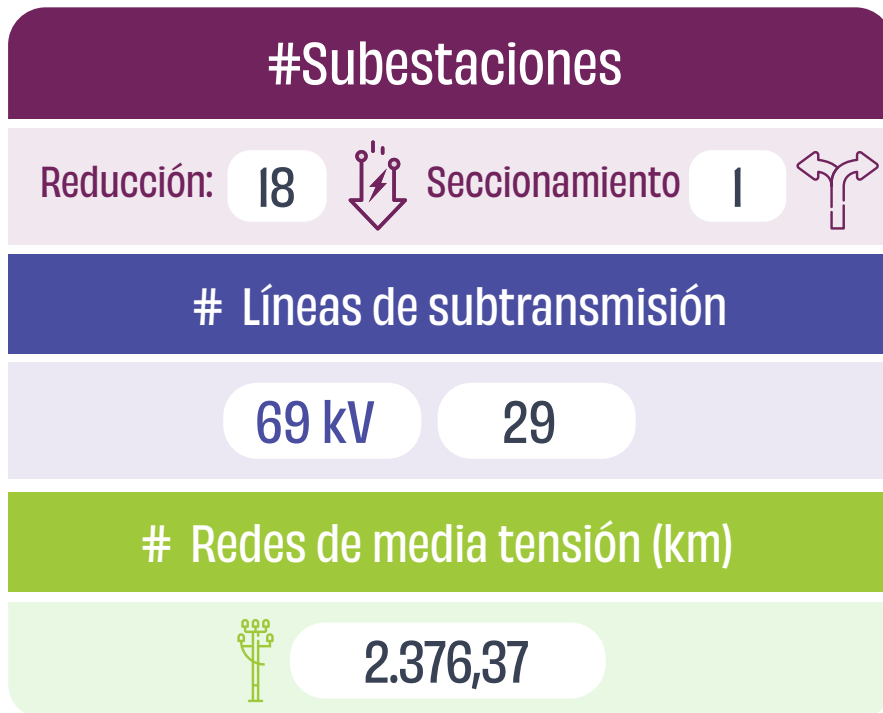 #Subestaciones
Reducción: 18 Seccionamiento 1
# Líneas de subtransmisión
69 kV 29
# Redes de media tensión (km)
2.376,37